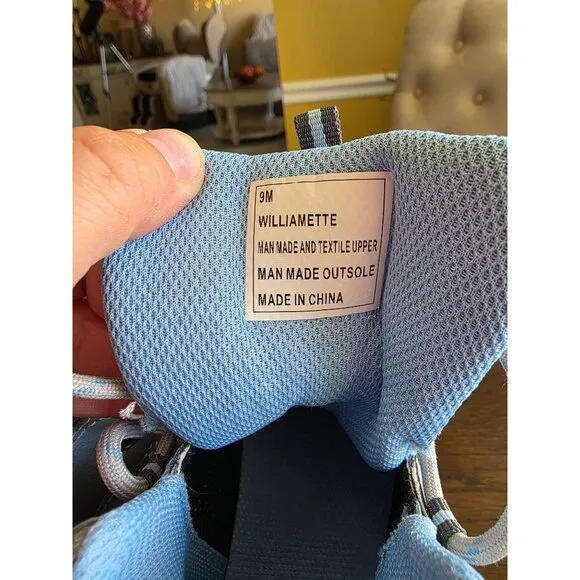 9M
WILLIAMETTE
MAN MADE AND TEXTILE UPPER
MAN MADE OUTSOLE
MADE IN CHINA